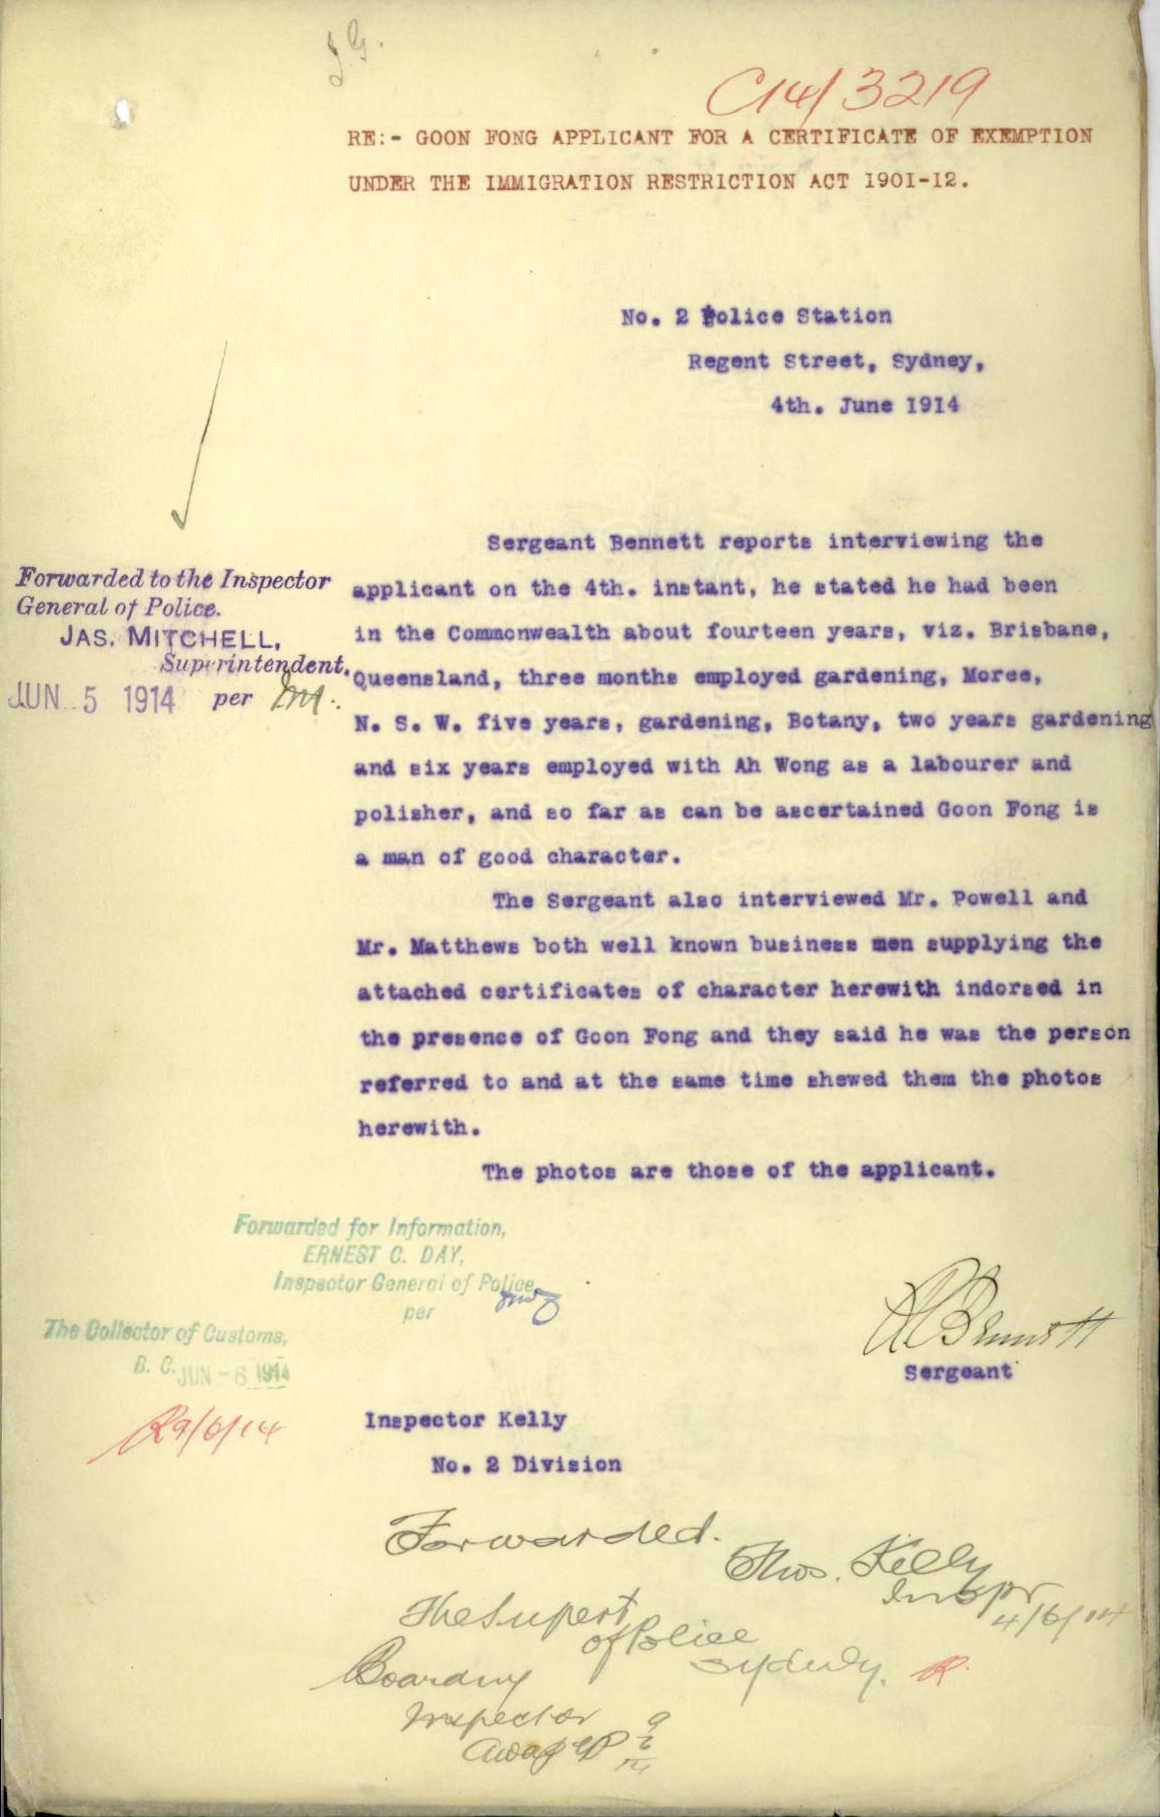 C14/3219
RE:- GOON FONG APPLICANT FOR A CERTIFICATE OF EXEMPTION
UNDER THE IMMIGRATION RESTRICTION ACT 1901-12.
No. 2 Police Station
Regent Street, Sydney,
4th. June 1914
Sergeant Bennett reports interviewing the
applicant on the 4th. instant, he stated he had been
in the Commonwealth about fourteen years, viz. Brisbane,
Queensland, three months employed gardening, Moree,
N. S. W. five years, gardening, Botany, two years gardening
and six years employed with Ah Wong as a labourer and
polisher, and so far as can be ascertained Goon Fong is
a man of good character.
The Sergeant also interviewed Mr. Powell and
Mr. Matthews both well known business men supplying the
attached certificates of character herewith indorsed in
the presence of Goon Fong and they said he was the person
referred to and at the same time shewed them the photos
herewith.
The photos are those of the applicant.
Forwarded to the Inspector
General of Police.
JAS. MITCHELL,
Superintendent.
JUN 5 1914 per
Forwarded for Information,
ERNEST C. DAY,
Inspector General of Police
per
The Collector of Customs,
B. C. JUN -6 1914
R9/6/14
Bennett
Sergeant
Inspector Kelly
No. 2 Division
Forwarded.
Thos. Kelly
Inspr
4/6/14
The Supert
of Police
Sydney.
R.
Boarding
Inspector